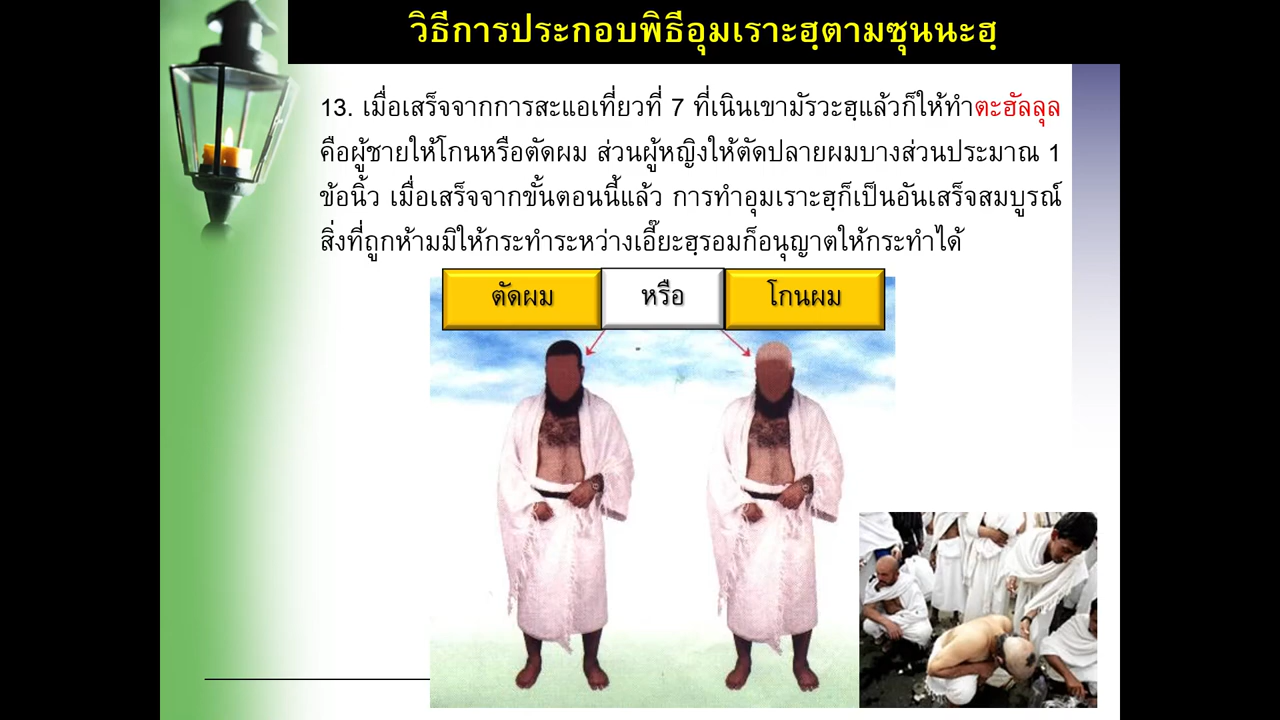 วิธีการประกอบพิธีอุมเราะฮฺตามซุนนะฮฺ
13. เมื่อเสร็จจากการสะแอเที่ยวที่ 7 ที่เนินเขามัรวะฮฺแล้วก็ให้ทำตะฮัลลุล
คือผู้ชายให้โกนหรือตัดผม ส่วนผู้หญิงให้ตัดปลายผมบางส่วนประมาณ 1
ข้อนิ้ว เมื่อเสร็จจากขั้นตอนนี้แล้ว การทำอุมเราะฮฺก็เป็นอันเสร็จสมบูรณ์
สิ่งที่ถูกห้ามมิให้กระทำระหว่างเอี๊ยะฮฺรอมก็อนุญาตให้กระทำได้
ตัดผม หรือ โกนผม